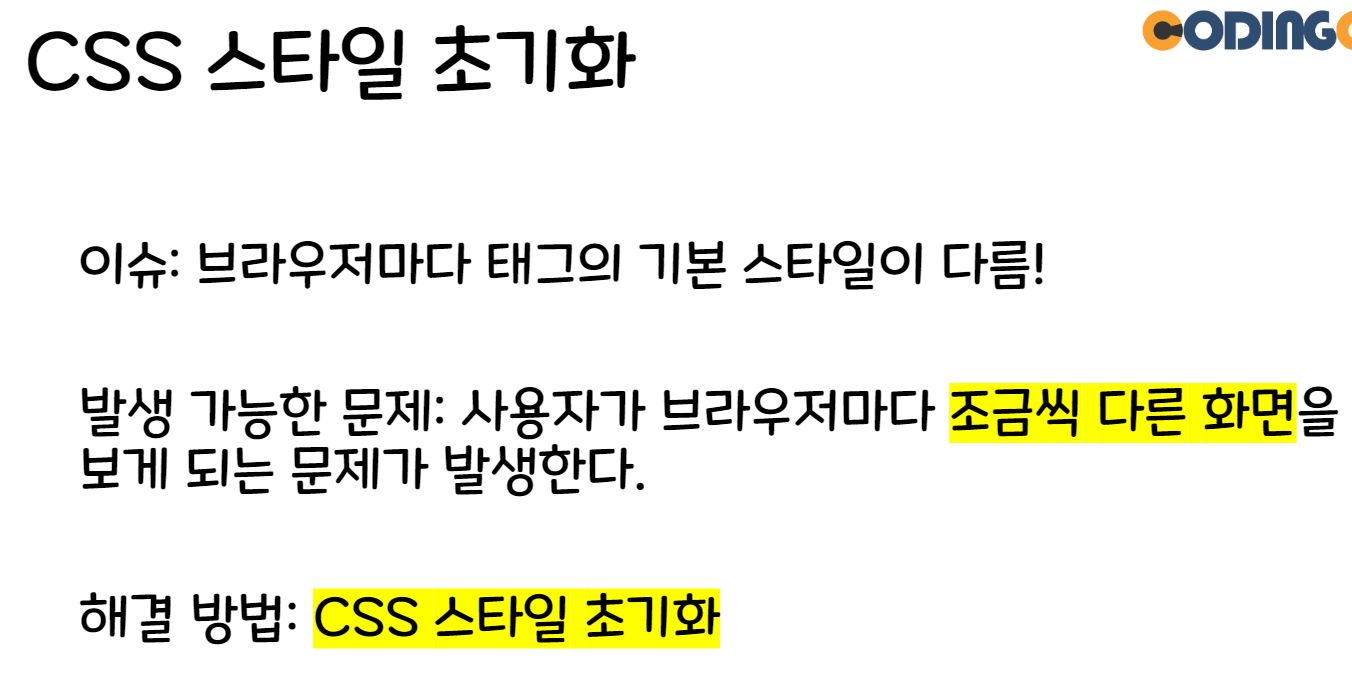 CSS 스타일 초기화
CODING
이슈: 브라우저마다 태그의 기본 스타일이 다름!
발생 가능한 문제: 사용자가 브라우저마다 조금씩 다른 화면을
보게 되는 문제가 발생한다.
해결 방법: CSS 스타일 초기화